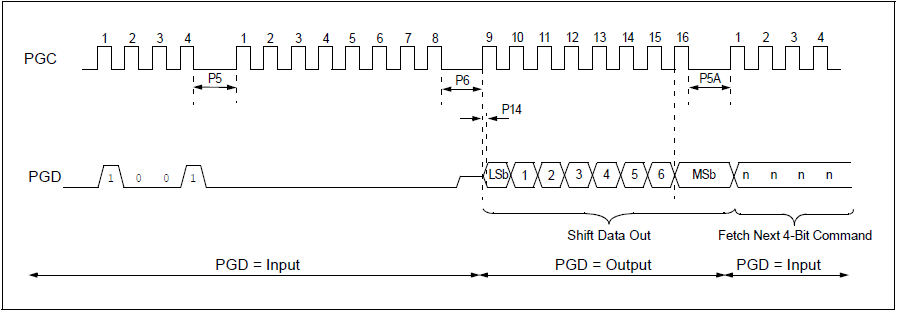 1 2 3 4 1 2 3 4 5 6 7 8 9 10 11 12 13 14 15 16 1 2 3 4
PGC
P5 P6 P5A
P14
PGD 1 0 0 1 LSb 1 2 3 4 5 6 MSb n n n n
Shift Data Out Fetch Next 4-Bit Command
PGD = Input PGD = Output PGD = Input